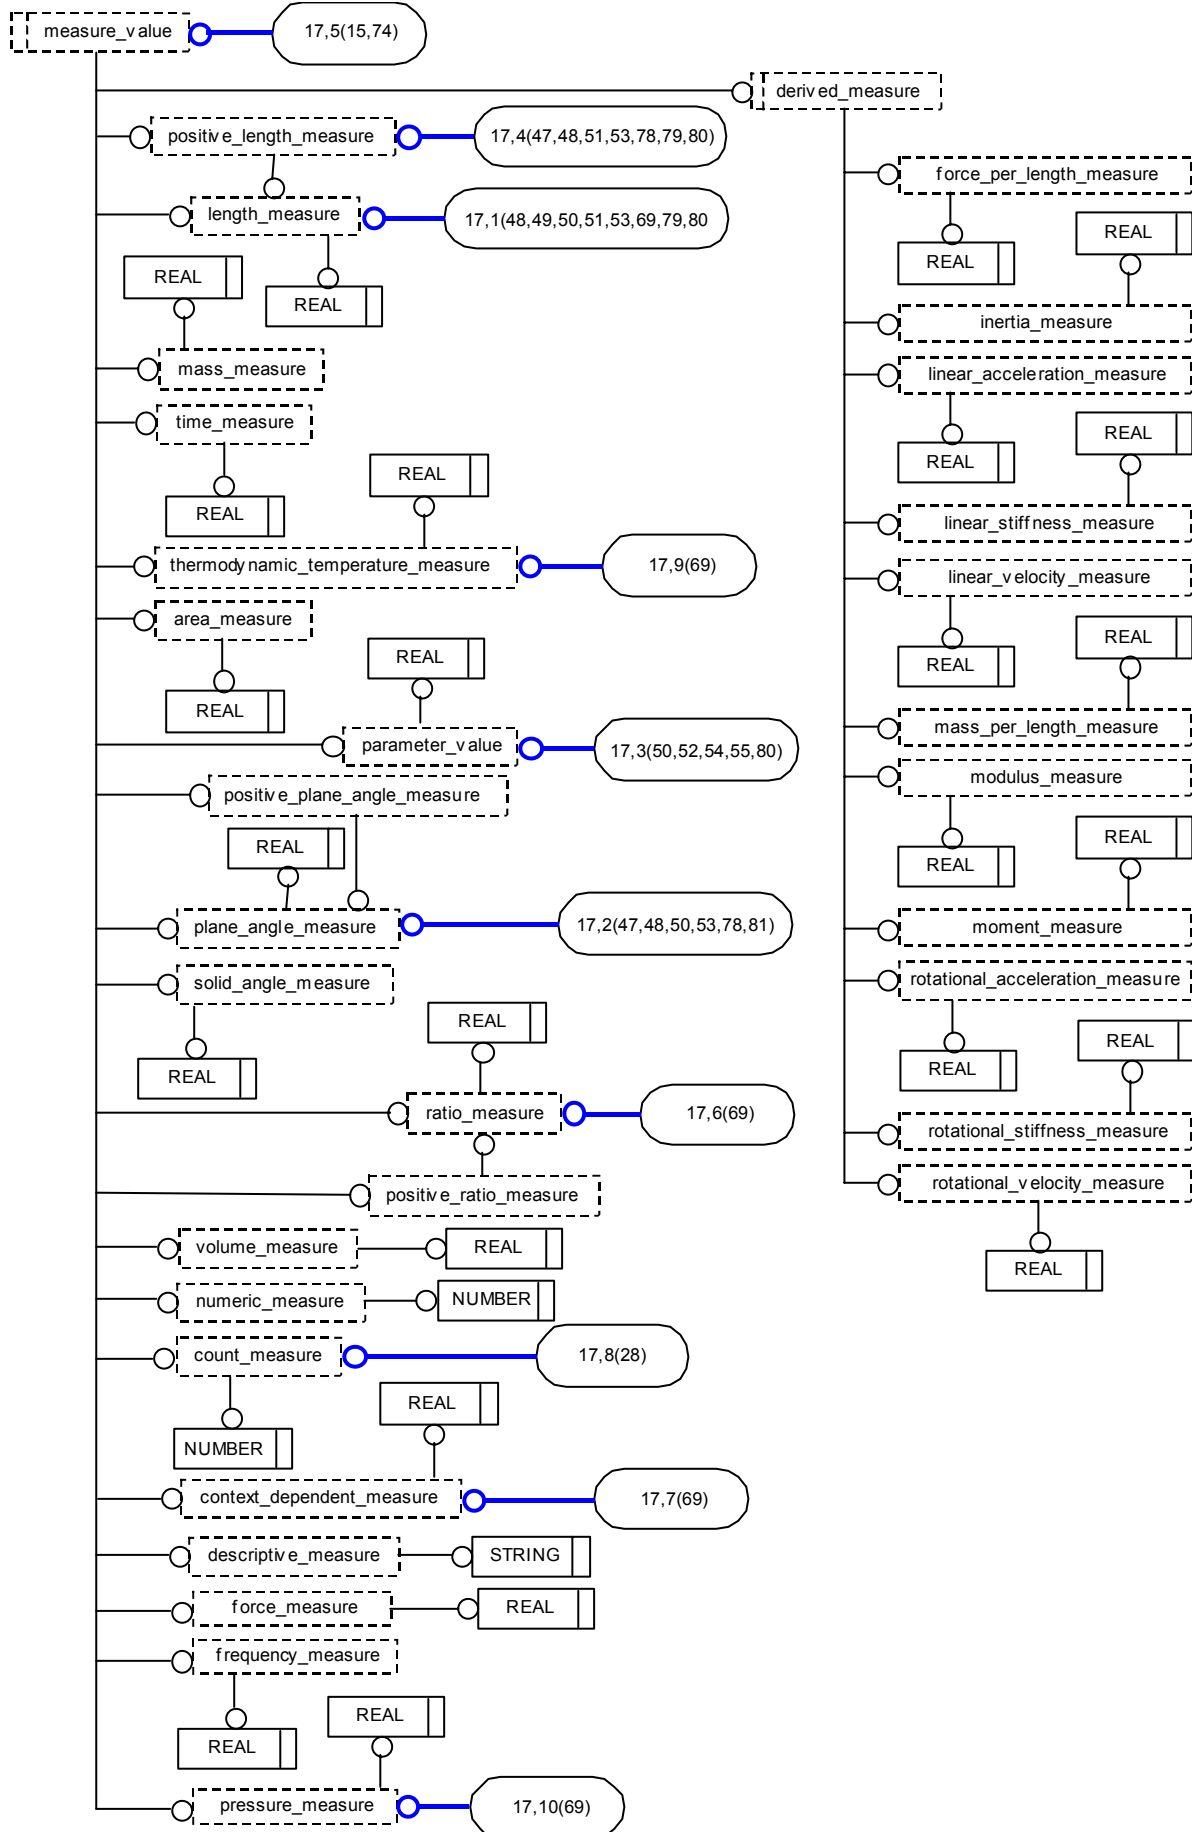 measure_value
17,5(15,74)
derived_measure
positive_length_measure
17,4(47,48,51,53,78,79,80)
force_per_length_measure
length_measure
17,1(48,49,50,51,53,69,79,80
REAL
REAL
REAL
REAL
inertia_measure
mass_measure
linear_acceleration_measure
time_measure
REAL
REAL
REAL
REAL
linear_stiffness_measure
thermodynamic_temperature_measure
17,9(69)
linear_velocity_measure
area_measure
REAL
REAL
REAL
REAL
mass_per_length_measure
parameter_value
17,3(50,52,54,55,80)
modulus_measure
positive_plane_angle_measure
REAL
REAL
REAL
plane_angle_measure
17,2(47,48,50,53,78,81)
moment_measure
solid_angle_measure
rotational_acceleration_measure
REAL
REAL
REAL
REAL
ratio_measure
17,6(69)
rotational_stiffness_measure
positive_ratio_measure
rotational_velocity_measure
volume_measure
REAL
REAL
numeric_measure
NUMBER
count_measure
17,8(28)
REAL
NUMBER
context_dependent_measure
17,7(69)
descriptive_measure
STRING
force_measure
REAL
frequency_measure
REAL
REAL
pressure_measure
17,10(69)